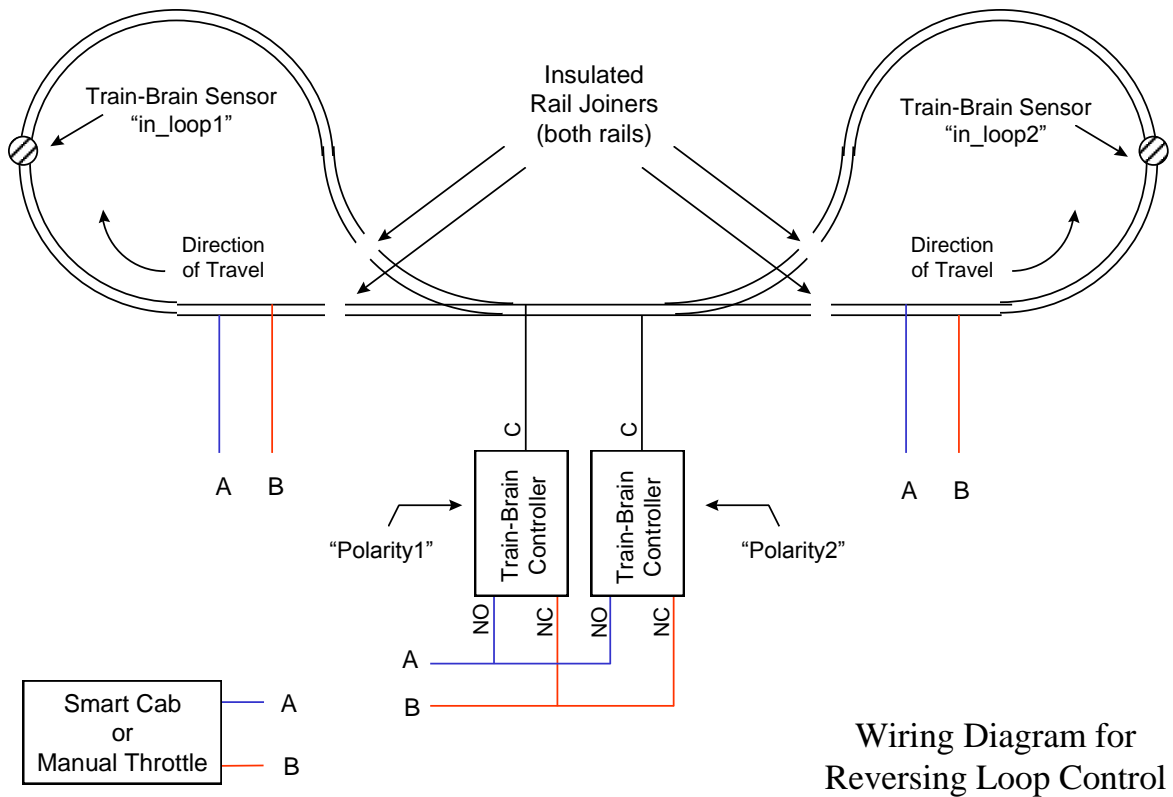 Train-Brain Sensor
“in_loop1”
Insulated
Rail Joiners
(both rails)
Train-Brain Sensor
“in_loop2”
Direction
of Travel
Direction
of Travel
A
B
A
B
C
C
Train-Brain
Controller
Train-Brain
Controller
“Polarity1”
“Polarity2”
NO
NC
NO
NC
A
B
Smart Cab
or
Manual Throttle
A
B
Wiring Diagram for
Reversing Loop Control